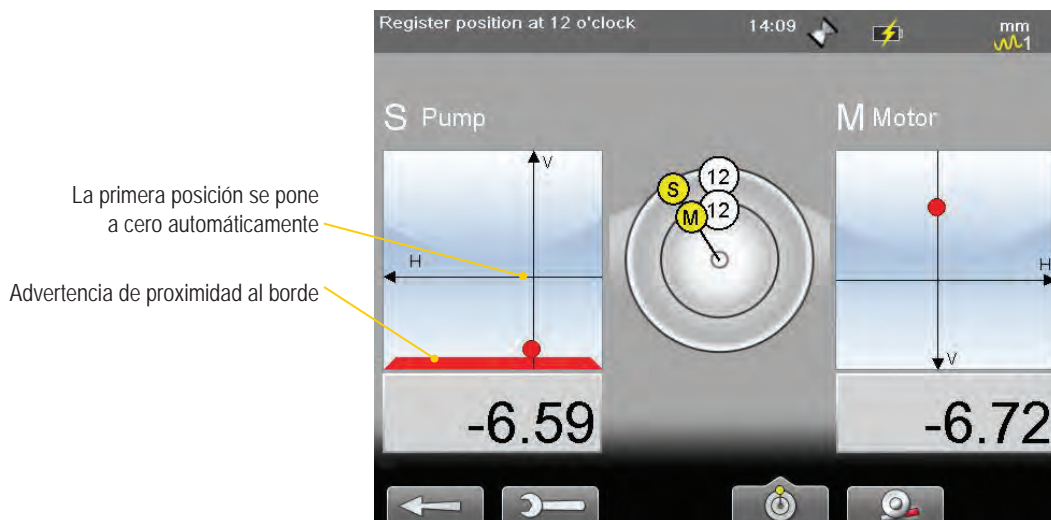 Register position at 12 o'clock
14:09
mm
1
S Pump
M Motor
V
S
12
M
12
La primera posición se pone
a cero automáticamente
H
H
Advertencia de proximidad al borde
V
-6.59
-6.72